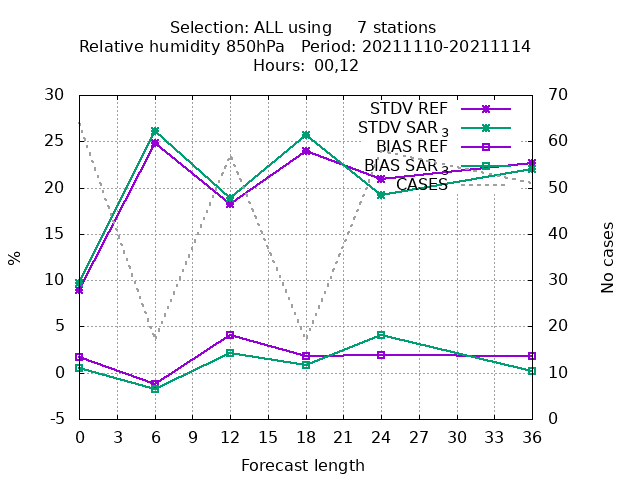 Selection: ALL using     7 stations
Relative humidity 850hPa   Period: 20211110-20211114
Hours: 00,12
30 70
STDV REF
STDV SAR 3
25 60
BIAS REF
BIAS SAR 3
20 50
CASES
15 40
% No cases
10 30
5 20
0 10
-5 0
0 3 6 9 12 15 18 21 24 27 30 33 36
Forecast length